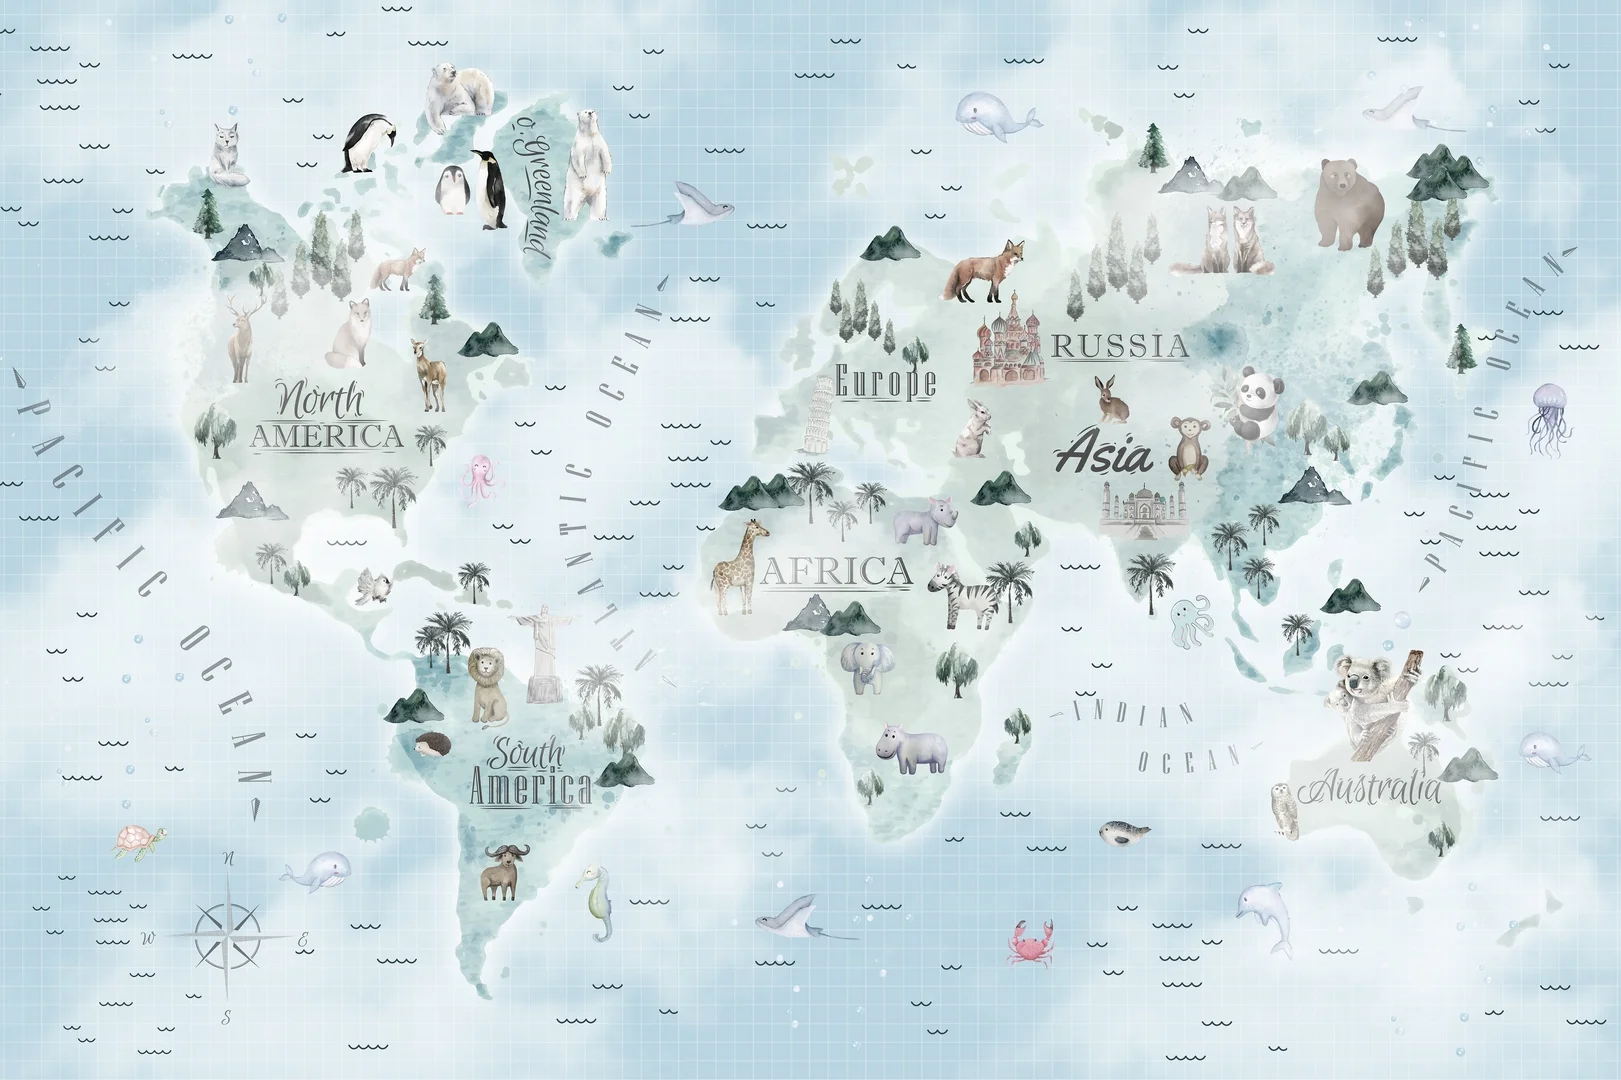 o. Greenland
North
AMERICA
PACIFIC OCEAN
ATLANTIC OCEAN
Europe
RUSSIA
Asia
PACIFIC OCEAN
AFRICA
South
America
INDIAN
OCEAN
Australia
N
W
E
S